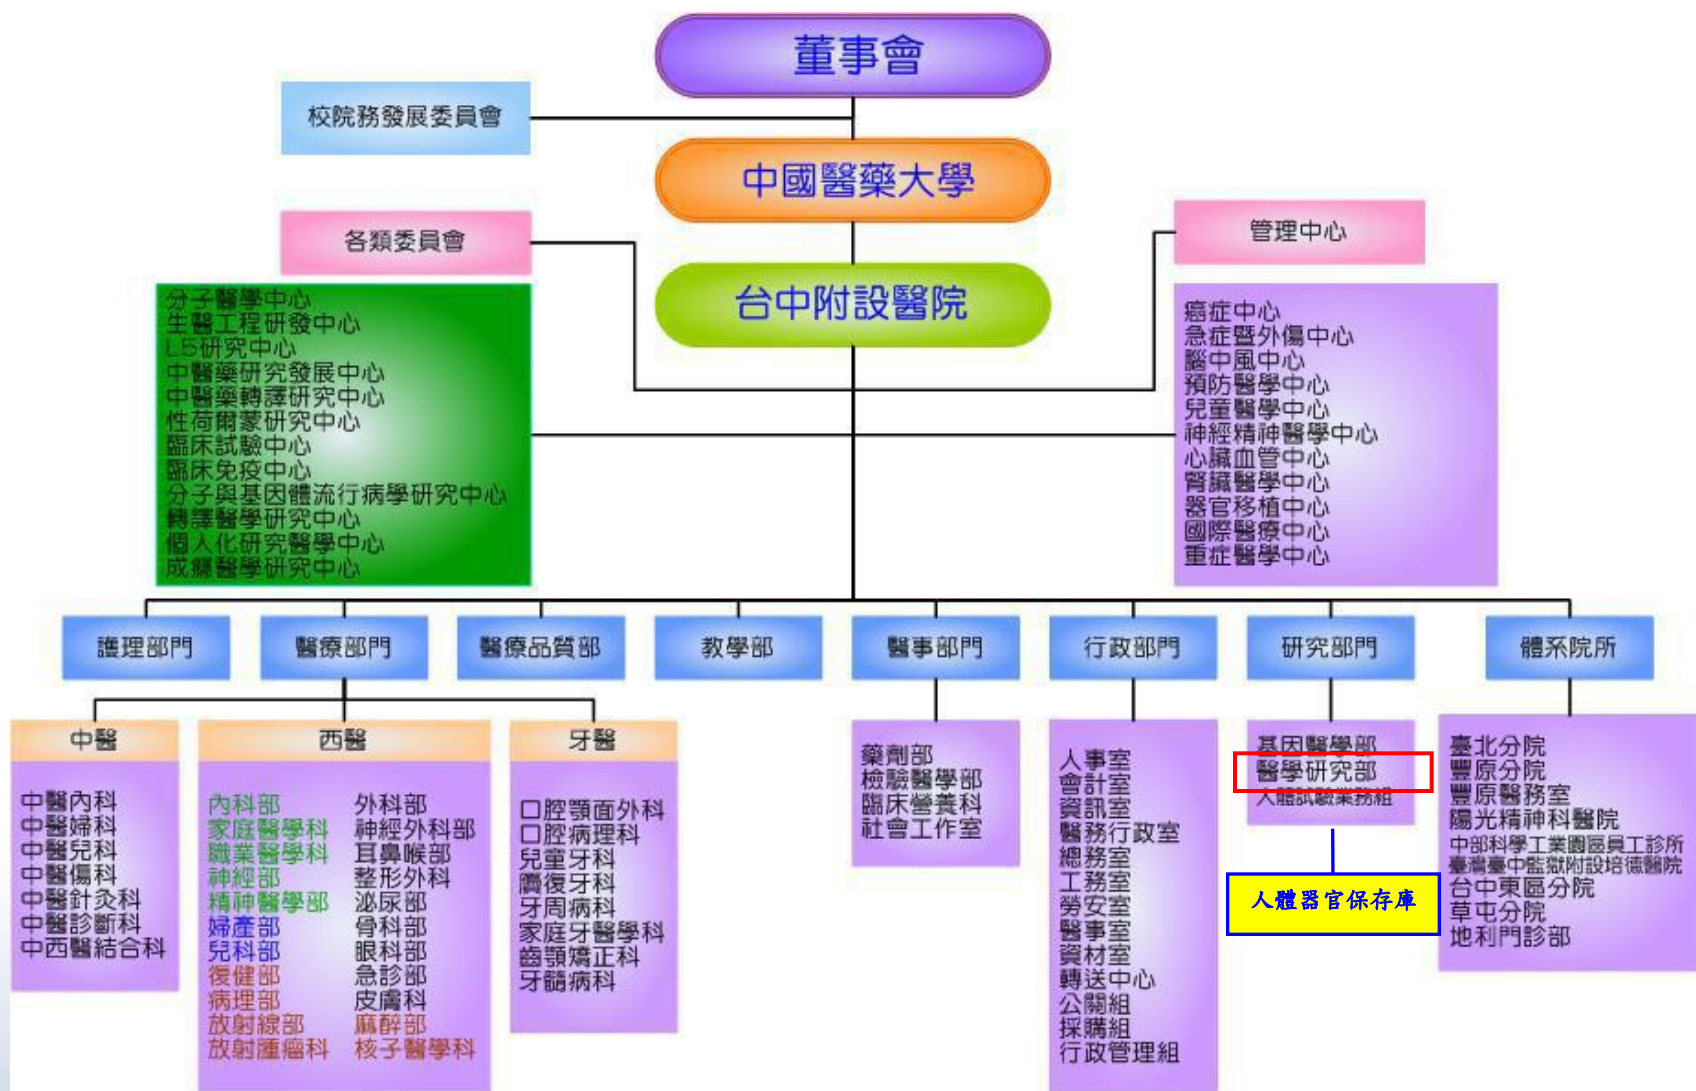 董事會
校院務發展委員會
中國醫藥大學
各類委員會
管理中心
台中附設醫院
分子醫學中心
生醫工程研發中心
L5研究中心
中醫藥研究發展中心
中醫藥轉譯研究中心
性荷爾蒙研究中心
臨床試驗中心
臨床免疫中心
分子與基因體流行病學研究中心
轉譯醫學研究中心
個人化研究醫學中心
成癮醫學研究中心
癌症中心
急症暨外傷中心
腦中風中心
預防醫學中心
兒童醫學中心
神經精神醫學中心
心臟血管中心
腎臟醫學中心
器官移植中心
國際醫療中心
重症醫學中心
護理部門
醫療部門
醫療品質部
教學部
醫事部門
行政部門
研究部門
體系院所
中醫
中醫內科
中醫婦科
中醫兒科
中醫傷科
中醫針灸科
中醫診斷科
中西醫結合科
西醫
內科部
家庭醫學科
職業醫學科
神經部
精神醫學部
婦產部
兒科部
復健部
病理部
放射線部
放射腫瘤科
外科部
神經外科部
耳鼻喉部
整形外科
泌尿部
骨科部
眼科部
急診部
皮膚科
麻醉部
核子醫學科
牙醫
口腔顎面外科
口腔病理科
兒童牙科
贋復牙科
牙周病科
家庭牙醫學科
齒顎矯正科
牙髓病科
藥劑部
檢驗醫學部
臨床營養科
社會工作室
人事室
會計室
資訊室
醫務行政室
總務室
工務室
勞安室
醫事室
資材室
轉送中心
公關組
採購組
行政管理組
基因醫學部
醫學研究部
人體試驗業務組
人體器官保存庫
臺北分院
豐原分院
豐原醫務室
陽光精神科醫院
中部科學工業園區員工診所
臺灣臺中監獄附設培德醫院
台中東區分院
草屯分院
地利門診部